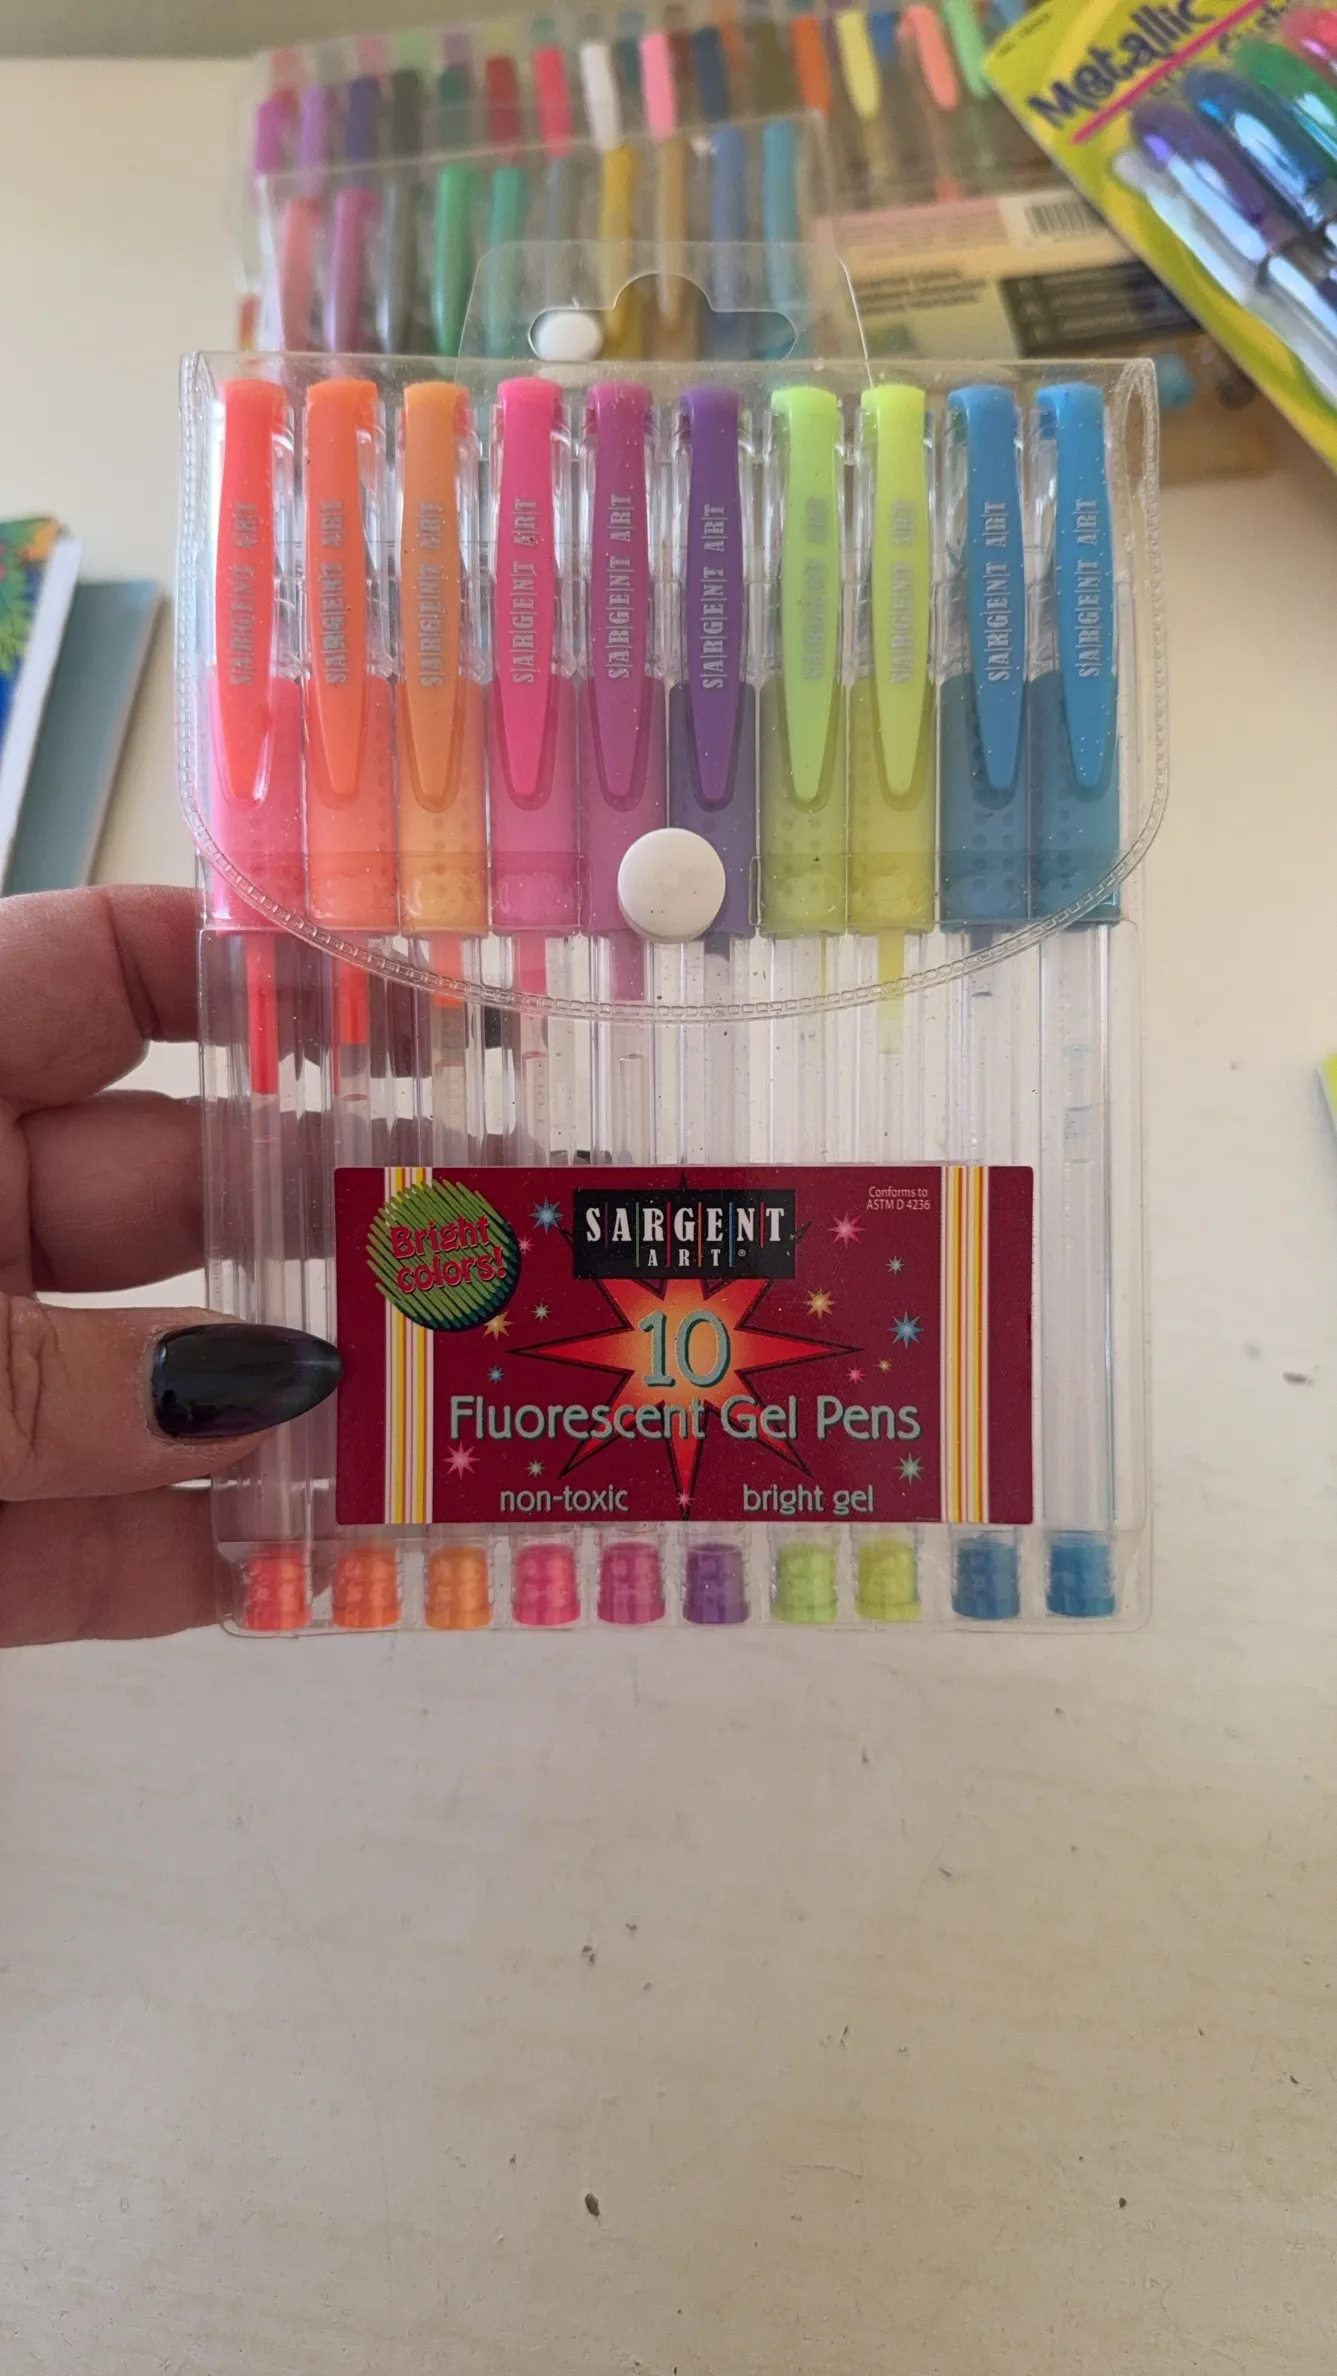 Metallic
SARGENT ART
SARGENT ART
SARGENT ART
SARGENT ART
SARGENT ART
SARGENT ART
SARGENT ART
SARGENT ART
SARGENT ART
SARGENT ART
Bright
colors!
SARGENT
ART®
Conforms to
ASTM D 4236
10
Fluorescent Gel Pens
non-toxic
bright gel